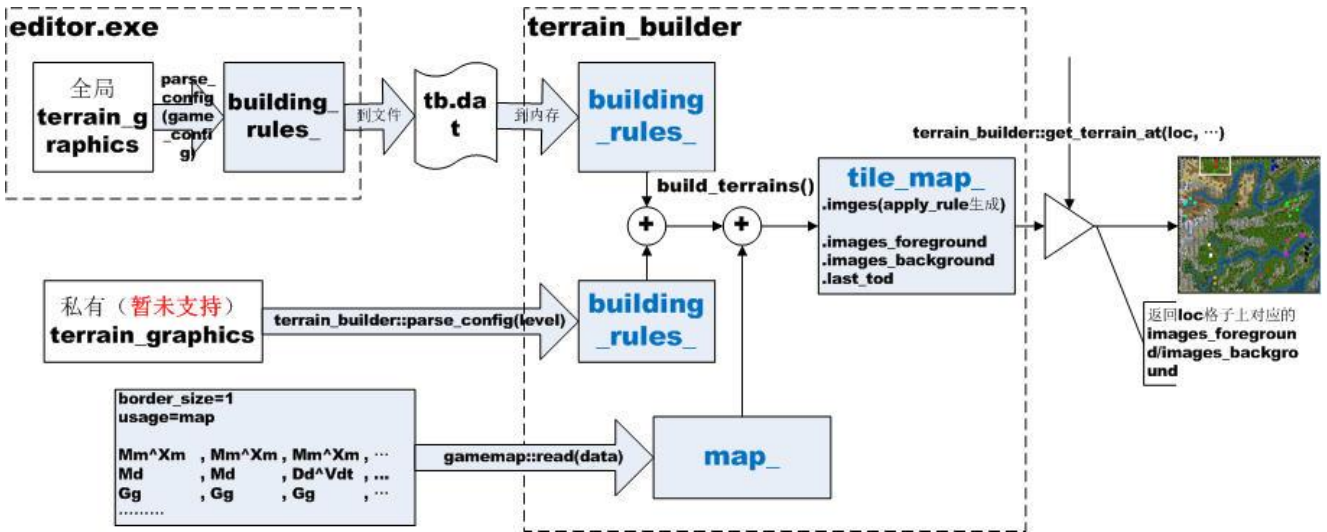 editor.exe
全局
terrain_g
raphics
parse_
config
(game
_confi
g)
building_
rules_
到文件
tb.da
t
到内存
terrain_builder
building
_rules_
build_terrains()
+
+
tile_map_
.imges(apply_rule生成)
.images_foreground
.images_background
.last_tod
terrain_builder::get_terrain_at(loc, …)
返回loc格子上对应的
images_foregroun
d/images_backgro
und
私有（暂未支持）
terrain_graphics
terrain_builder::parse_config(level)
building
_rules_
border_size=1
usage=map
Mm^Xm , Mm^Xm , Mm^Xm , …
Md , Md , Dd^Vdt , ...
Gg , Gg , Gg , …
.........
gamemap::read(data)
map_